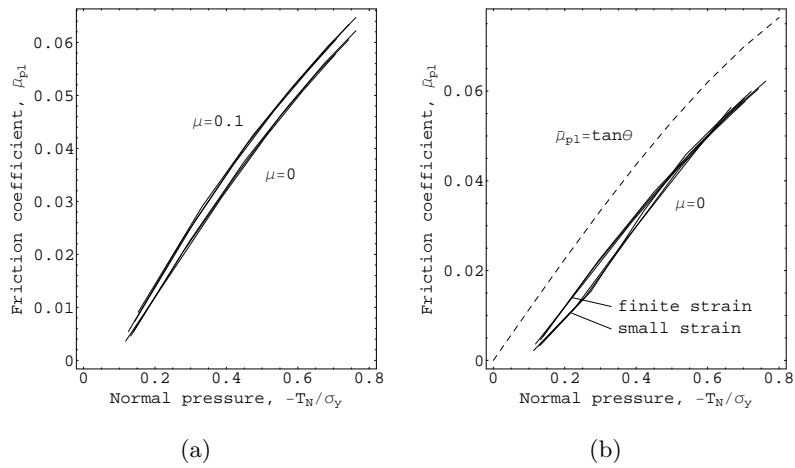 Friction coefficient, μ̄pl
0.06
0.05
0.04
0.03
0.02
0.01
0
μ=0.1
μ=0
0 0.2 0.4 0.6 0.8
Normal pressure, -TN/σy
(a)
Friction coefficient, μ̄pl
0.06
0.04
0.02
0
μ̄pl=tanθ
μ=0
finite strain
small strain
0 0.2 0.4 0.6 0.8
Normal pressure, -TN/σy
(b)